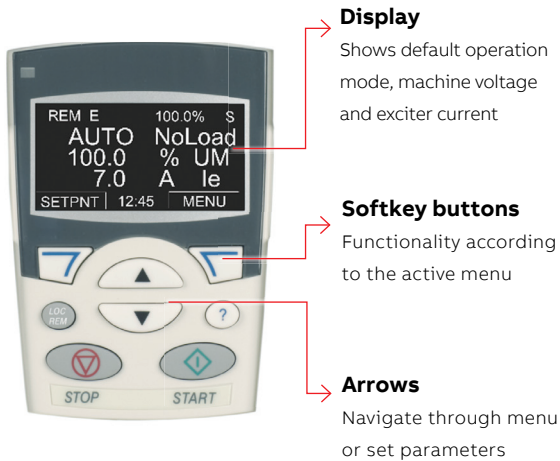 Display
Shows default operation
mode, machine voltage
and exciter current
REM E 100.0% S
AUTO NoLoad
100.0 % UM
7.0 A Ie
SETPNT 12:45 MENU
Softkey buttons
Functionality according
to the active menu
LOC
REM
?
STOP START
Arrows
Navigate through menu
or set parameters